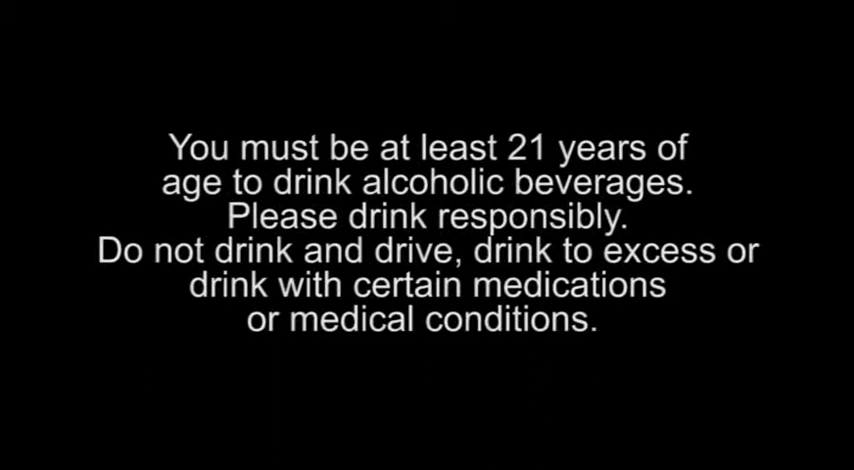 You must be at least 21 years of
age to drink alcoholic beverages.
Please drink responsibly.
Do not drink and drive, drink to excess or
drink with certain medications
or medical conditions.